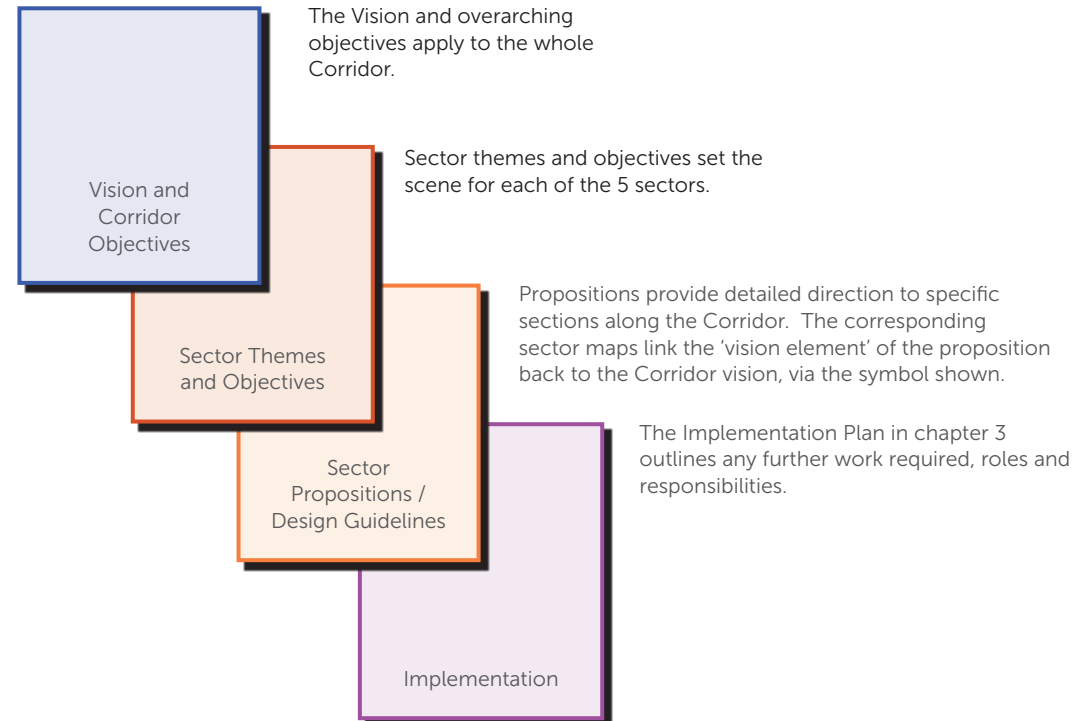 The Vision and overarching
objectives apply to the whole
Corridor.
Vision and
Corridor
Objectives
Sector themes and objectives set the
scene for each of the 5 sectors.
Sector Themes
and Objectives
Propositions provide detailed direction to specific
sections along the Corridor.  The corresponding
sector maps link the ‘vision element’ of the proposition
back to the Corridor vision, via the symbol shown.
Sector
Propositions /
Design Guidelines
The Implementation Plan in chapter 3
outlines any further work required, roles and
responsibilities.
Implementation